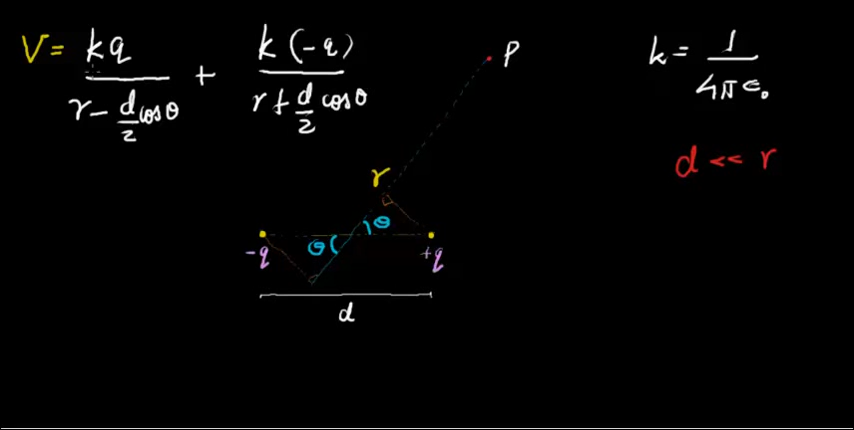 V = kq / (r - d/2 cosθ) + k(-q) / (r + d/2 cosθ)
k = 1 / 4πε₀
d << r
P
r
θ θ
-q +q
d